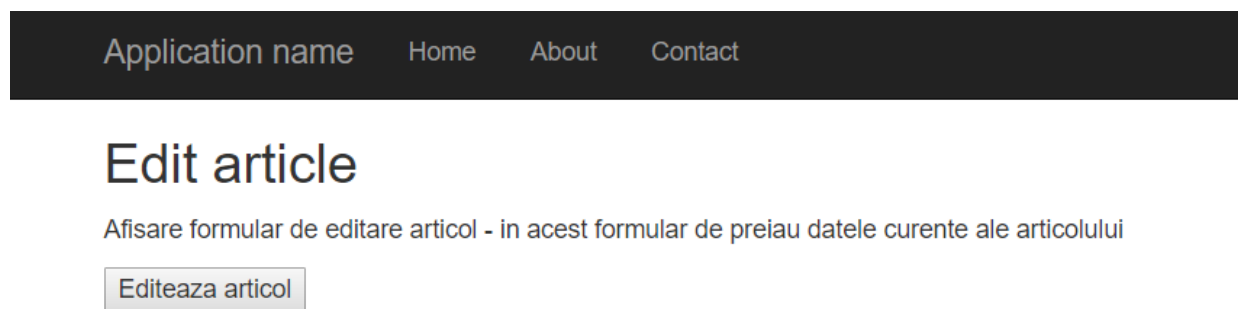 Application name Home About Contact
Edit article
Afisare formular de editare articol - in acest formular de preiau datele curente ale articolului
Editeaza articol